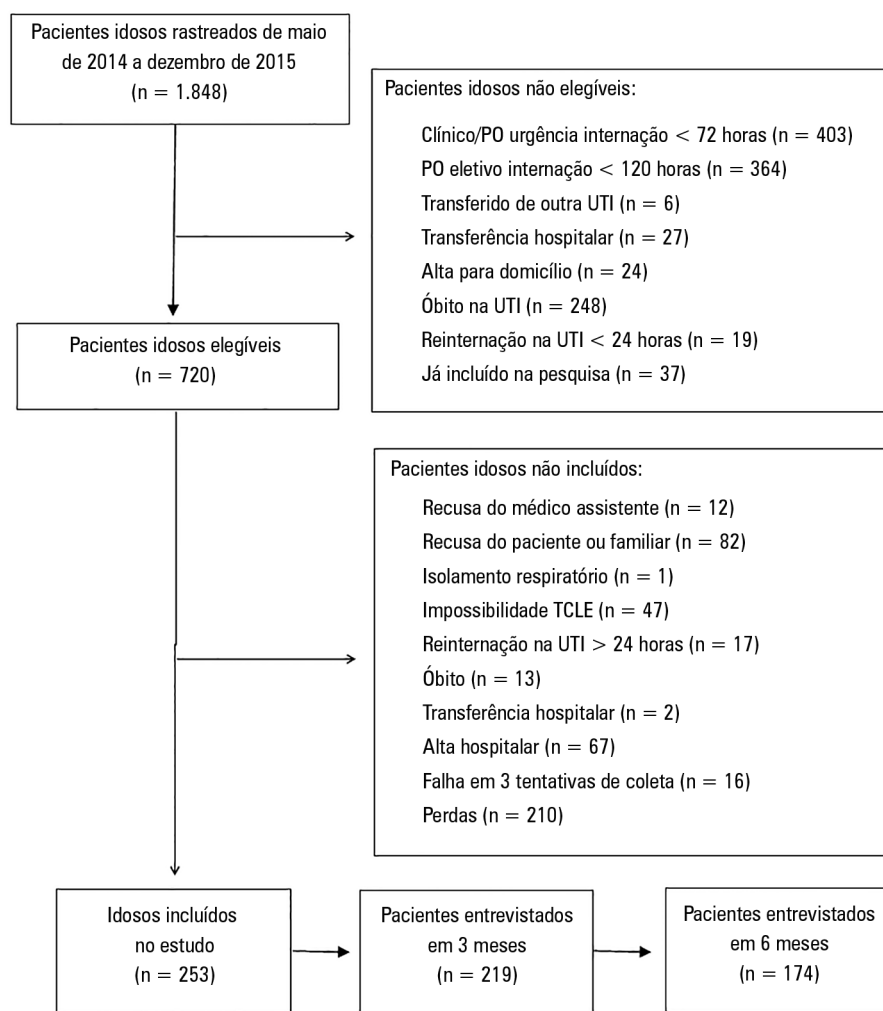 Pacientes idosos rastreados de maio
de 2014 a dezembro de 2015
(n = 1.848)
Pacientes idosos não elegíveis:
Clínico/PO urgência internação < 72 horas (n = 403)
PO eletivo internação < 120 horas (n = 364)
Transferido de outra UTI (n = 6)
Transferência hospitalar (n = 27)
Alta para domicílio (n = 24)
Óbito na UTI (n = 248)
Reinternação na UTI < 24 horas (n = 19)
Já incluído na pesquisa (n = 37)
Pacientes idosos elegíveis
(n = 720)
Pacientes idosos não incluídos:
Recusa do médico assistente (n = 12)
Recusa do paciente ou familiar (n = 82)
Isolamento respiratório (n = 1)
Impossibilidade TCLE (n = 47)
Reinternação na UTI > 24 horas (n = 17)
Óbito (n = 13)
Transferência hospitalar (n = 2)
Alta hospitalar (n = 67)
Falha em 3 tentativas de coleta (n = 16)
Perdas (n = 210)
Idosos incluídos
no estudo
(n = 253)
Pacientes entrevistados
em 3 meses
(n = 219)
Pacientes entrevistados
em 6 meses
(n = 174)